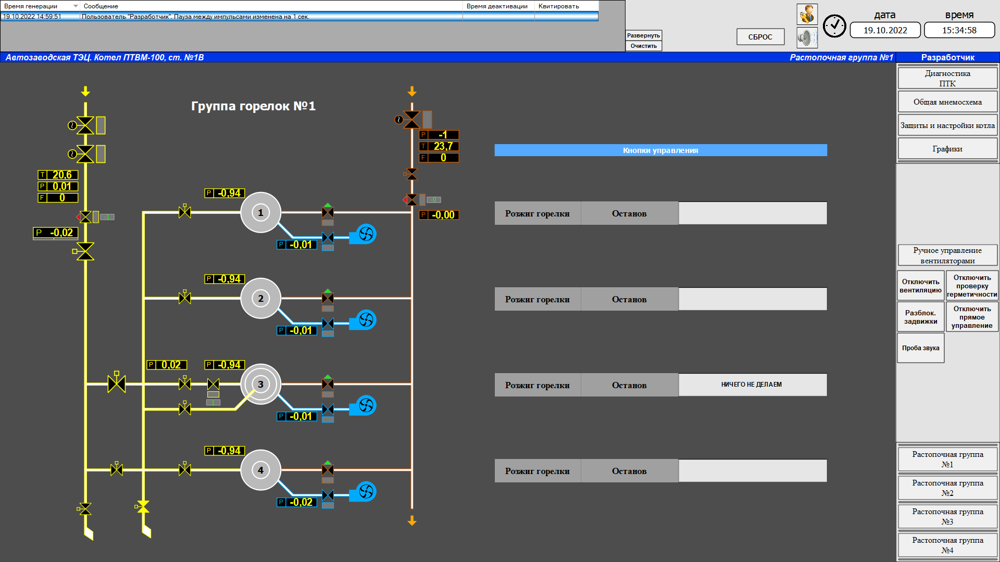 Время генерации Сообщение Время деактивации Квитировать
19.10.2022 14:59:51 Пользователь "Разработчик". Пауза между импульсами изменена на 1 сек.
Развернуть
Очистить
СБРОС
дата
19.10.2022
время
15:34:58
Автозаводская ТЭЦ. Котел ПТВМ-100, ст. №1В
Растопочная группа №1
Разработчик
Группа горелок №1
T 20,6
P 0,01
F 0
-1
P -0,02
P -1
T 23,7
F 0
-0
P -0,00
P -0,94
1
P -0,01
P -0,94
2
P -0,01
P 0,02
P -0,94
3
1
P -0,01
P -0,94
4
P -0,02
Кнопки управления
Розжиг горелки Останов
Розжиг горелки Останов
Розжиг горелки Останов НИЧЕГО НЕ ДЕЛАЕМ
Розжиг горелки Останов
Диагностика
ПТК
Общая мнемосхема
Защиты и настройки котла
Графики
Ручное управление
вентиляторами
Отключить
вентиляцию
Отключить
проверку
герметичности
Разблок.
задвижки
Отключить
прямое
управление
Проба звука
Растопочная группа
№1
Растопочная группа
№2
Растопочная группа
№3
Растопочная группа
№4